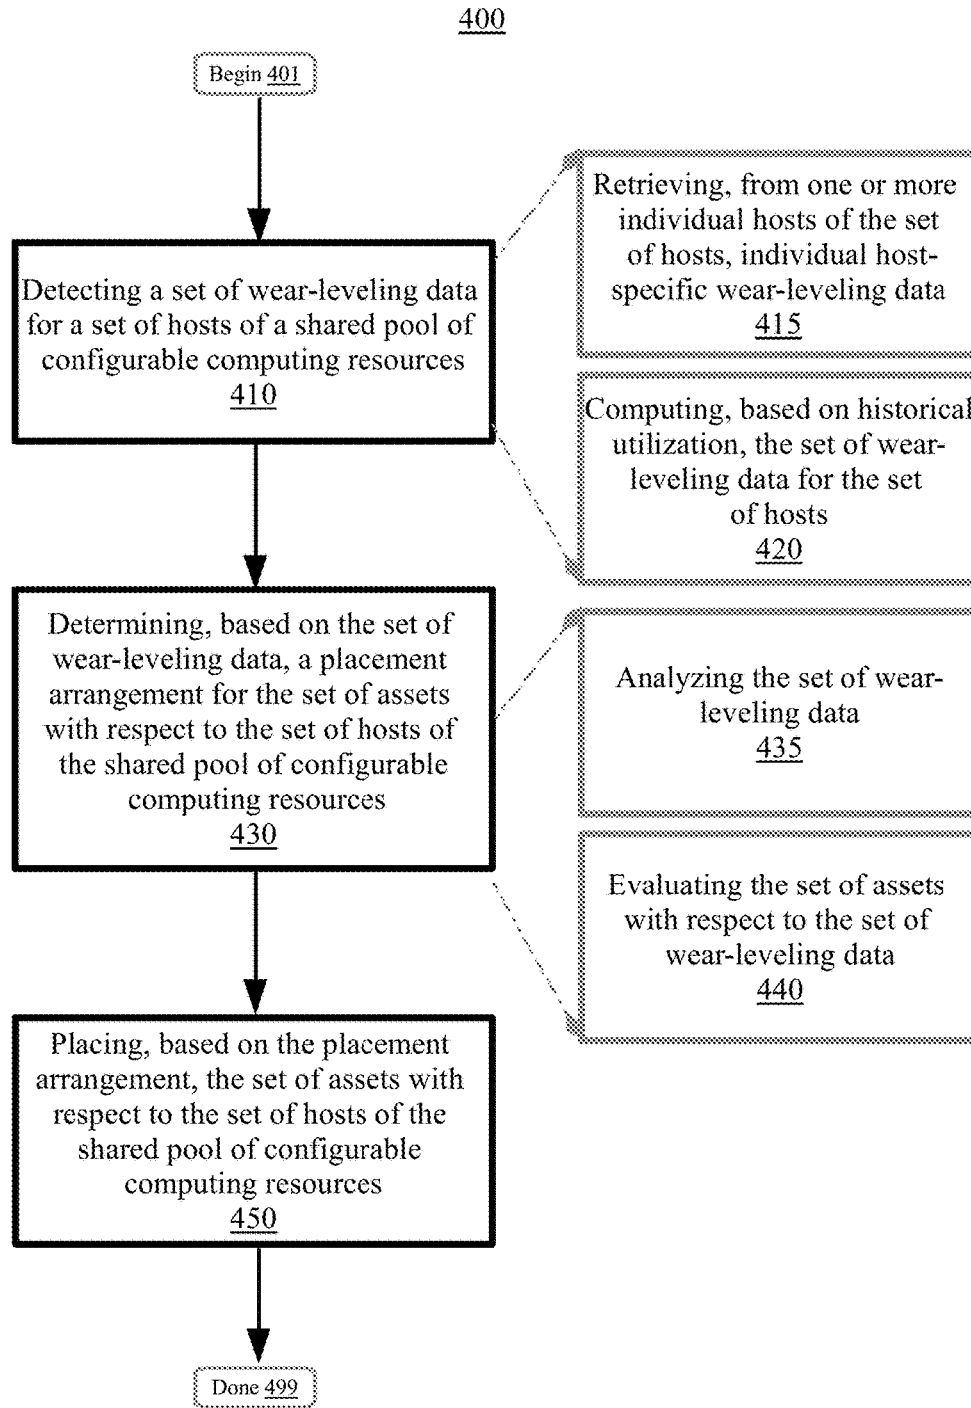 400
Begin 401
Detecting a set of wear-leveling data
for a set of hosts of a shared pool of
configurable computing resources
410
Retrieving, from one or more
individual hosts of the set
of hosts, individual host-
specific wear-leveling data
415
Computing, based on historical
utilization, the set of wear-
leveling data for the set
of hosts
420
Determining, based on the set of
wear-leveling data, a placement
arrangement for the set of assets
with respect to the set of hosts of
the shared pool of configurable
computing resources
430
Analyzing the set of wear-
leveling data
435
Evaluating the set of assets
with respect to the set of
wear-leveling data
440
Placing, based on the placement
arrangement, the set of assets with
respect to the set of hosts of the
shared pool of configurable
computing resources
450
Done 499